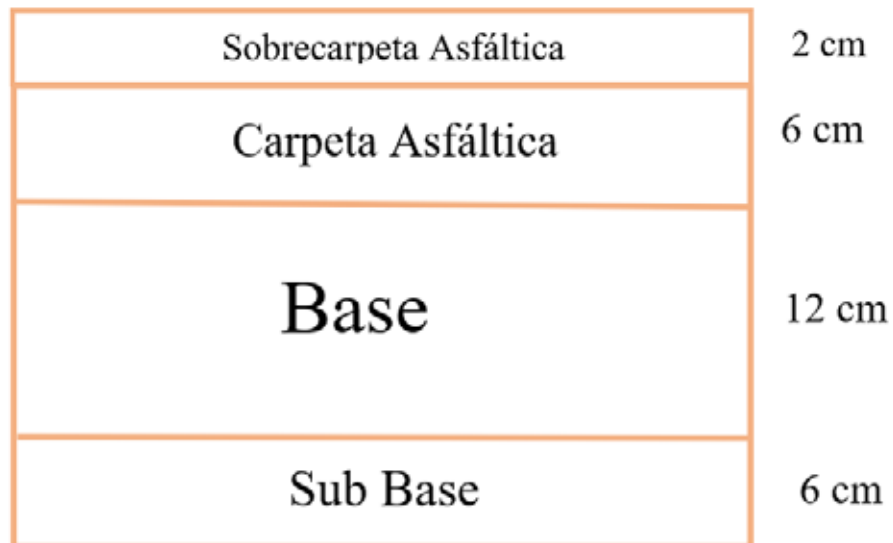 Sobrecarpeta Asfáltica 2 cm
Carpeta Asfáltica 6 cm
Base 12 cm
Sub Base 6 cm